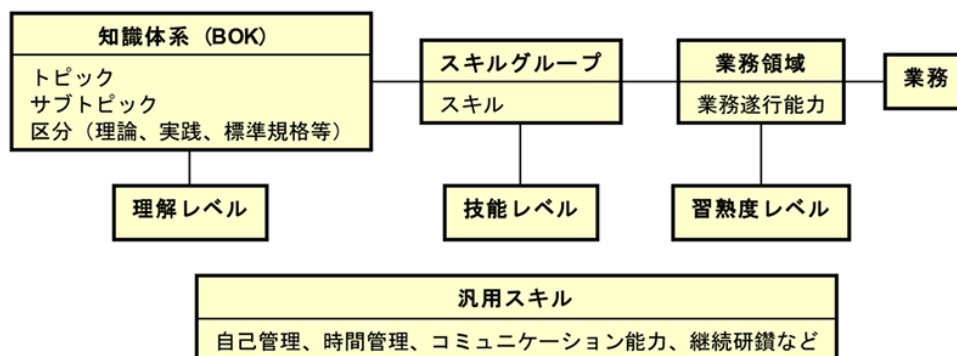 知識体系（BOK）
トピック
サブトピック
区分（理論、実践、標準規格等）
スキルグループ
スキル
業務領域
業務遂行能力
業務
理解レベル
技能レベル
習熟度レベル
汎用スキル
自己管理、時間管理、コミュニケーション能力、継続研鑽など